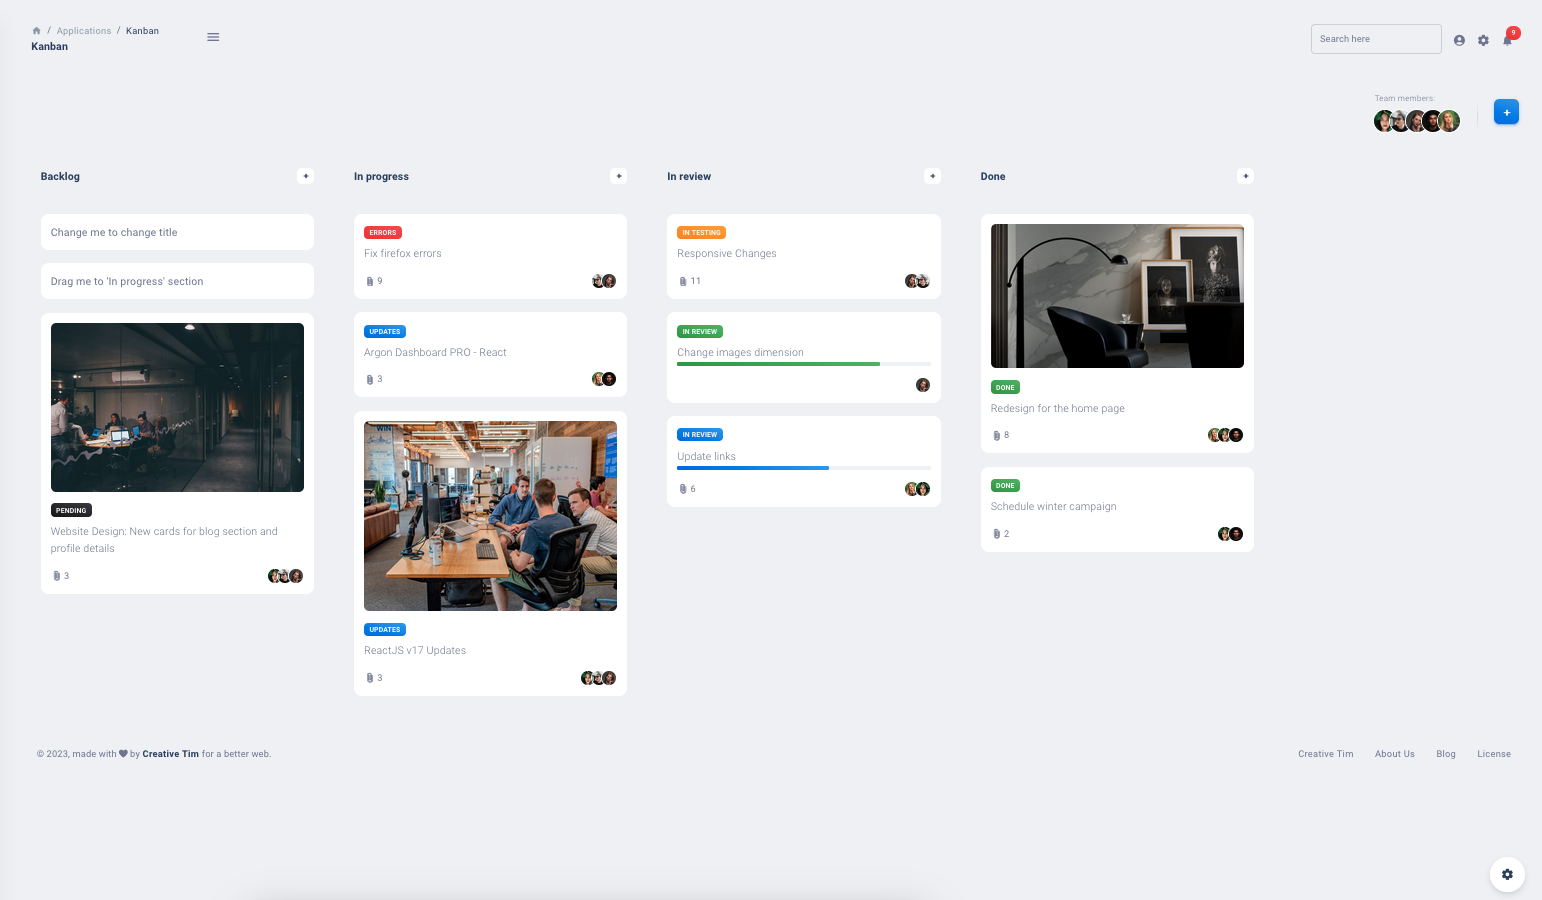 / Applications / Kanban
Kanban
Search here
9
Team members:
+
Backlog +
In progress +
In review +
Done +
Change me to change title
Drag me to 'In progress' section
PENDING
Website Design: New cards for blog section and
profile details
3
ERRORS
Fix firefox errors
9
UPDATES
Argon Dashboard PRO - React
3
WIN
UPDATES
ReactJS v17 Updates
3
IN TESTING
Responsive Changes
11
IN REVIEW
Change images dimension
IN REVIEW
Update links
6
DONE
Redesign for the home page
8
DONE
Schedule winter campaign
2
© 2023, made with by Creative Tim for a better web.
Creative Tim About Us Blog License